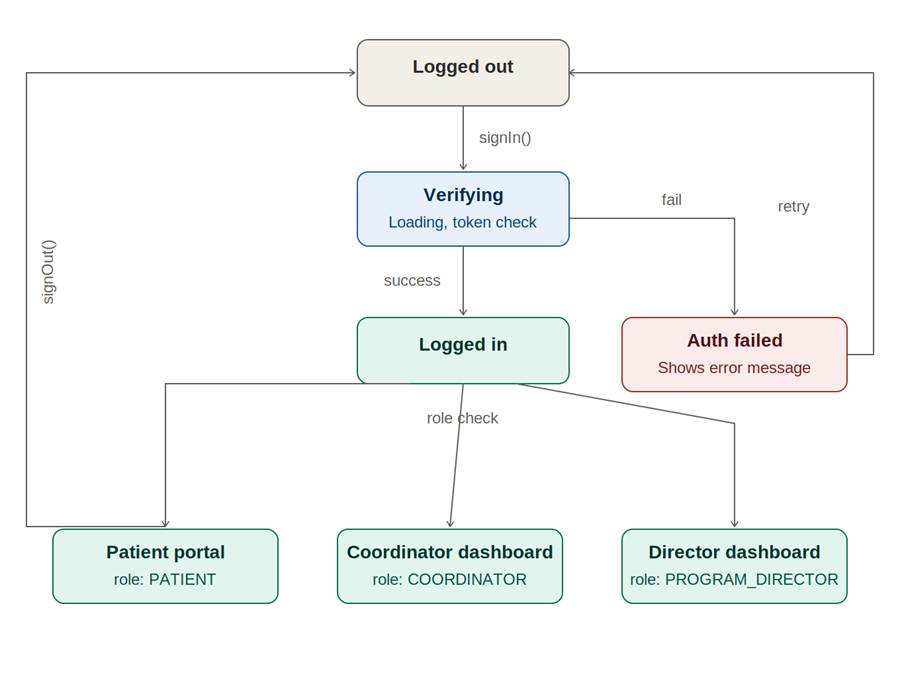 Logged out
signIn()
Verifying
Loading, token check
fail
retry
signOut()
success
Logged in
Auth failed
Shows error message
role check
Patient portal
role: PATIENT
Coordinator dashboard
role: COORDINATOR
Director dashboard
role: PROGRAM_DIRECTOR